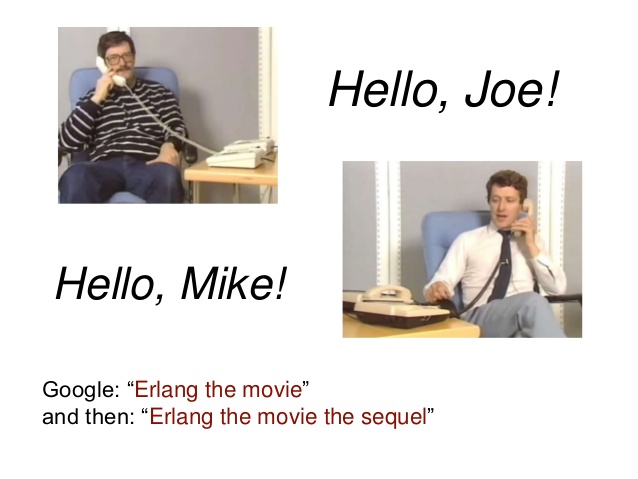 Hello, Joe!
Hello, Mike!
Google: “Erlang the movie”
and then: “Erlang the movie the sequel”